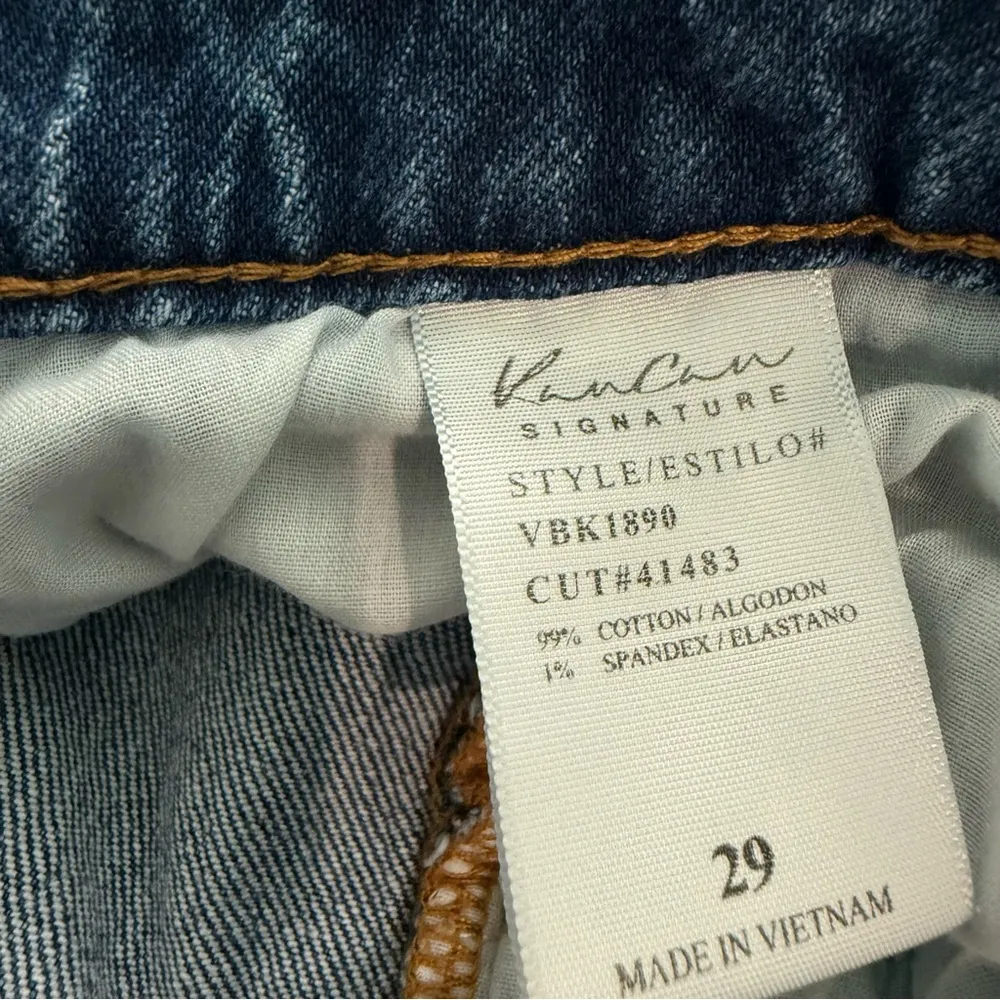 KanCan
SIGNATURE
STYLE/ESTILO#
VBK1890
CUT#41483
99% COTTON / ALGODON
1% SPANDEX / ELASTANO
29
MADE IN VIETNAM